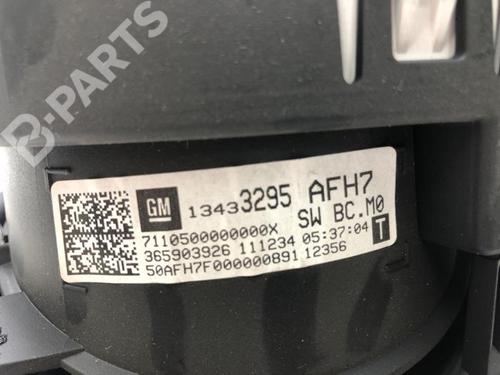 B-PARTS
GM 13433295 AFH7
SW BC.M0
7110500000000X
365903926 111234 05:37:04 T
50AFH7F000000891 12356